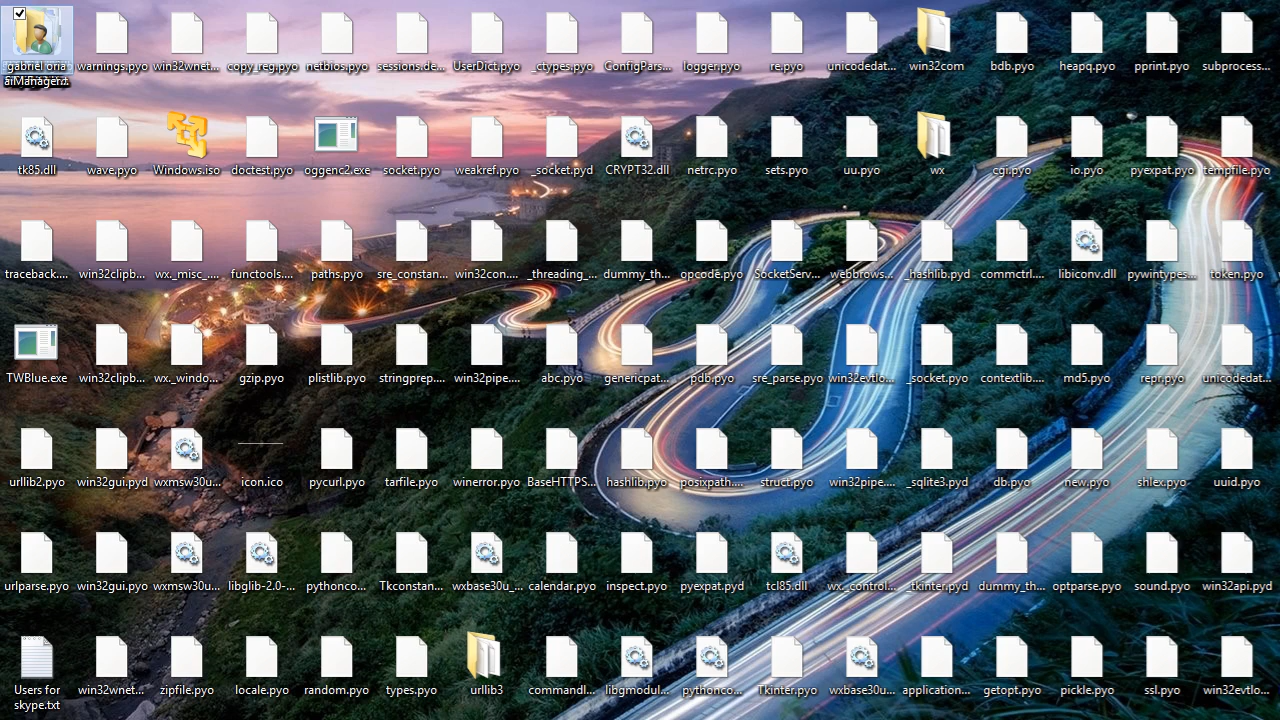 gabriel
warnings.pyo
win32wnet...
copy_reg.pyo
netbios.pyo
sessions.de...
UserDict.pyo
_ctypes.pyo
ConfigPars...
logger.pyo
re.pyo
unicodedat...
win32com
bdb.pyo
heapq.pyo
pprint.pyo
subprocess...
tk85.dll
wave.pyo
Windows.iso
doctest.pyo
oggenc2.exe
socket.pyo
weakref.pyo
_socket.pyd
CRYPT32.dll
netrc.pyo
sets.pyo
uu.pyo
wx
cgi.pyo
io.pyo
pyexpat.pyo
tempfile.pyo
traceback....
win32clipb...
wx._misc_....
functools....
paths.pyo
sre_constan...
win32con....
_threading_...
dummy_th...
opcode.pyo
SocketServ...
webbrows...
_hashlib.pyd
commctrl....
libiconv.dll
pywintypes...
token.pyo
TWBlue.exe
win32clipb...
wx._windo...
gzip.pyo
plistlib.pyo
stringprep....
win32pipe....
abc.pyo
genericpat...
pdb.pyo
sre_parse.pyo
win32evtlo...
_socket.pyo
contextlib....
md5.pyo
repr.pyo
unicodedat...
urllib2.pyo
win32gui.pyd
wxmsw30u...
icon.ico
pycurl.pyo
tarfile.pyo
winerror.pyo
BaseHTTPS...
hashlib.pyo
posixpath....
struct.pyo
win32pipe....
_sqlite3.pyd
db.pyo
new.pyo
shlex.pyo
uuid.pyo
urlparse.pyo
win32gui.pyo
wxmsw30u...
libglib-2.0-...
pythonco...
Tkconstan...
wxbase30u_...
calendar.pyo
inspect.pyo
pyexpat.pyd
tcl85.dll
wx._control...
_tkinter.pyd
dummy_th...
optparse.pyo
sound.pyo
win32api.pyd
Users for
skype.txt
win32wnet...
zipfile.pyo
locale.pyo
random.pyo
types.pyo
urllib3
commandl...
libgmodul...
pythonco...
Tkinter.pyo
wxbase30u...
application...
getopt.pyo
pickle.pyo
ssl.pyo
win32evtlo...